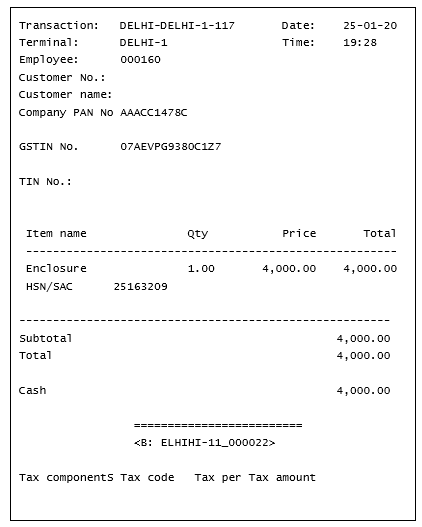 Transaction: DELHI-DELHI-1-117 Date: 25-01-20
Terminal: DELHI-1 Time: 19:28
Employee: 000160
Customer No.:
Customer name:
Company PAN No AAACC1478C
GSTIN No. 07AEVPG9380C1Z7
TIN No.:
Item name Qty Price Total
-------------------------------------------------------
Enclosure 1.00 4,000.00 4,000.00
HSN/SAC 25163209
-------------------------------------------------------
Subtotal 4,000.00
Total 4,000.00
Cash 4,000.00
=========================
<B: ELHIHI-11_000022>
Tax componentS Tax code Tax per Tax amount